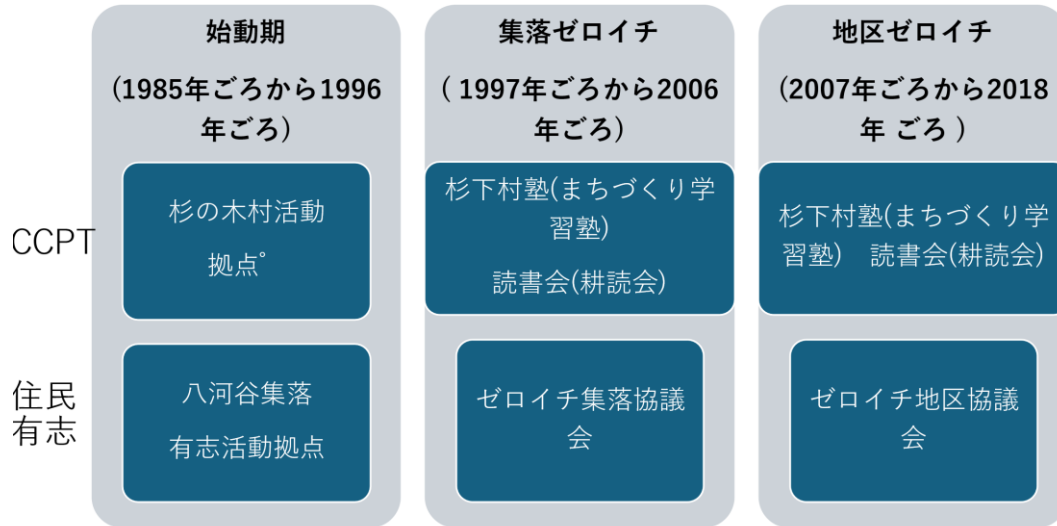 始動期
(1985年ごろから1996
年ごろ)
集落ゼロイチ
( 1997年ごろから2006
年ごろ)
地区ゼロイチ
(2007年ごろから2018
年 ごろ )
CCPT
杉の木村活動
拠点°
杉下村塾(まちづくり学
習塾)
読書会(耕読会)
杉下村塾(まちづくり学
習塾)　読書会(耕読会)
住民
有志
八河谷集落
有志活動拠点
ゼロイチ集落協議
会
ゼロイチ地区協議
会